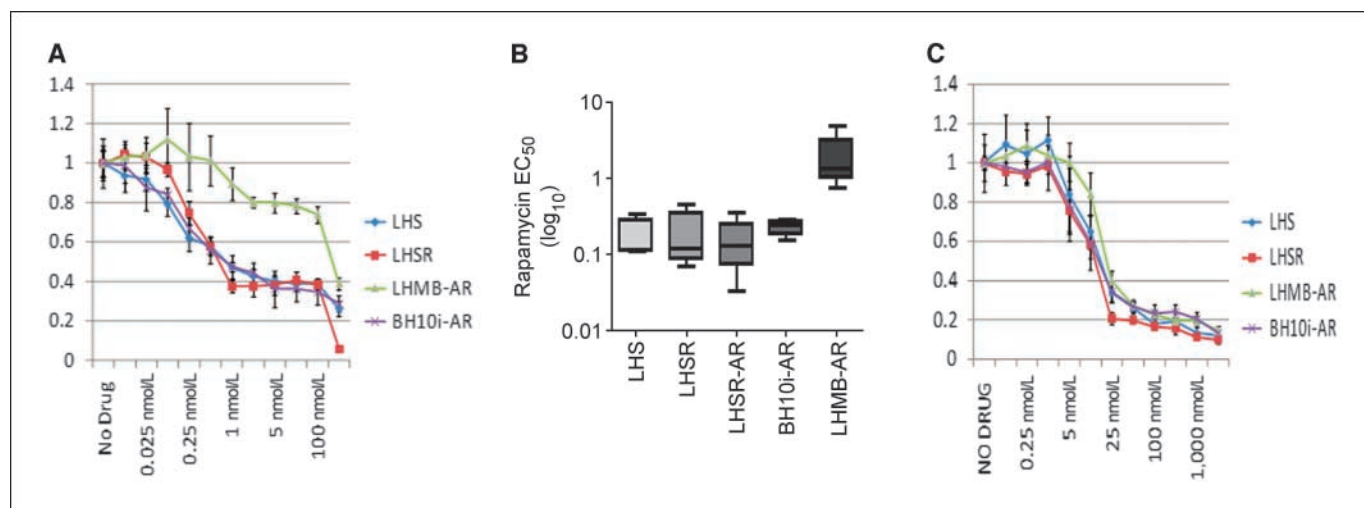 A
1.4
1.2
1
0.8
0.6
0.4
0.2
0
No Drug
0.025 nmol/L
0.25 nmol/L
1 nmol/L
5 nmol/L
100 nmol/L
LHS
LHSR
LHMB-AR
BH10i-AR
B
Rapamycin EC50
(log10)
10
1
0.1
0.01
LHS
LHSR
LHSR-AR
BH10i-AR
LHMB-AR
C
1.4
1.2
1
0.8
0.6
0.4
0.2
0
NO DRUG
0.25 nmol/L
5 nmol/L
25 nmol/L
100 nmol/L
1,000 nmol/L
LHS
LHSR
LHMB-AR
BH10i-AR